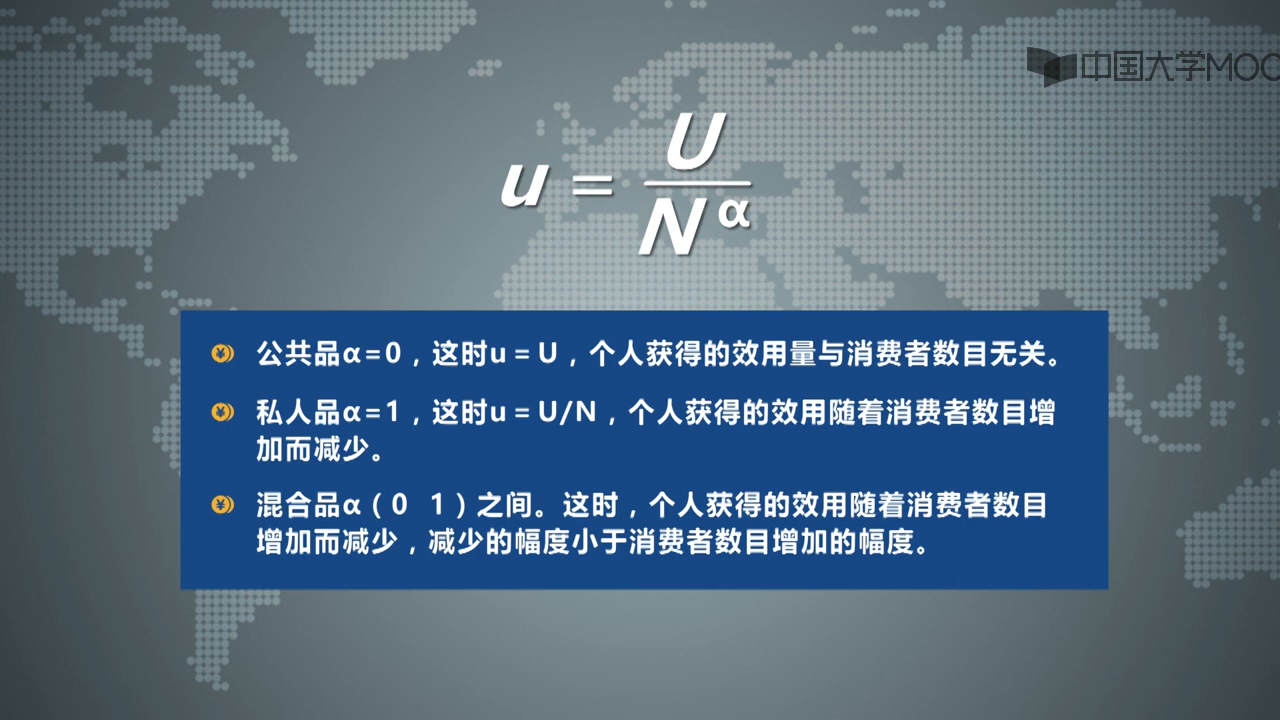 中国大学MOO
u = U / N^α
公共品α=0，这时u = U，个人获得的效用量与消费者数目无关。
私人品α=1，这时u = U/N，个人获得的效用随着消费者数目增
加而减少。
混合品α（0 1）之间。这时，个人获得的效用随着消费者数目
增加而减少，减少的幅度小于消费者数目增加的幅度。